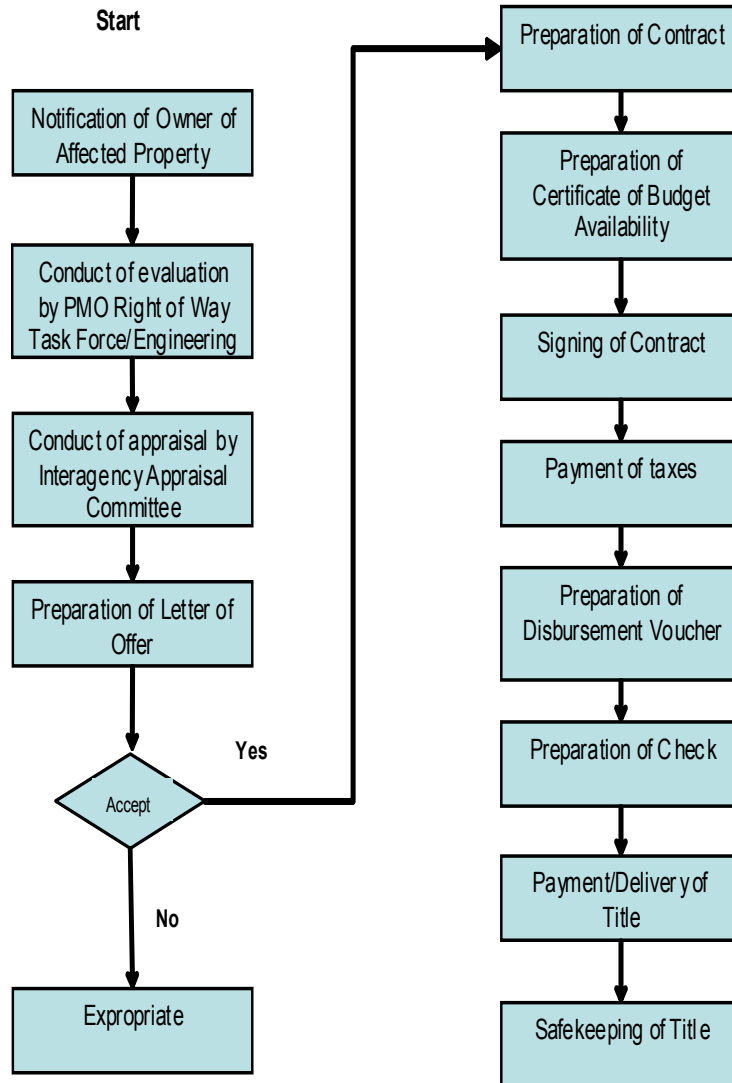 Start
Notification of Owner of
Affected Property
Conduct of evaluation
by PMO Right of Way
Task Force/Engineering
Conduct of appraisal by
Interagency Appraisal
Committee
Preparation of Letter of
Offer
Accept
Yes
No
Expropriate
Preparation of Contract
Preparation of
Certificate of Budget
Availability
Signing of Contract
Payment of taxes
Preparation of
Disbursement Voucher
Preparation of Check
Payment/Delivery of
Title
Safekeeping of Title